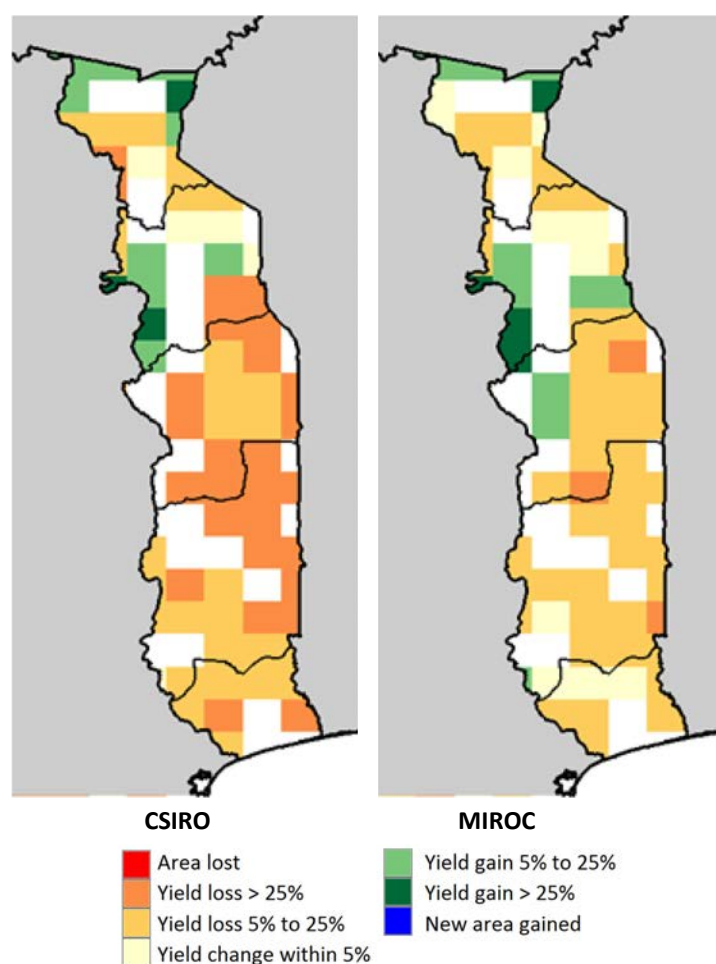 CSIRO
MIROC
Area lost
Yield loss > 25%
Yield loss 5% to 25%
Yield change within 5%
Yield gain 5% to 25%
Yield gain > 25%
New area gained